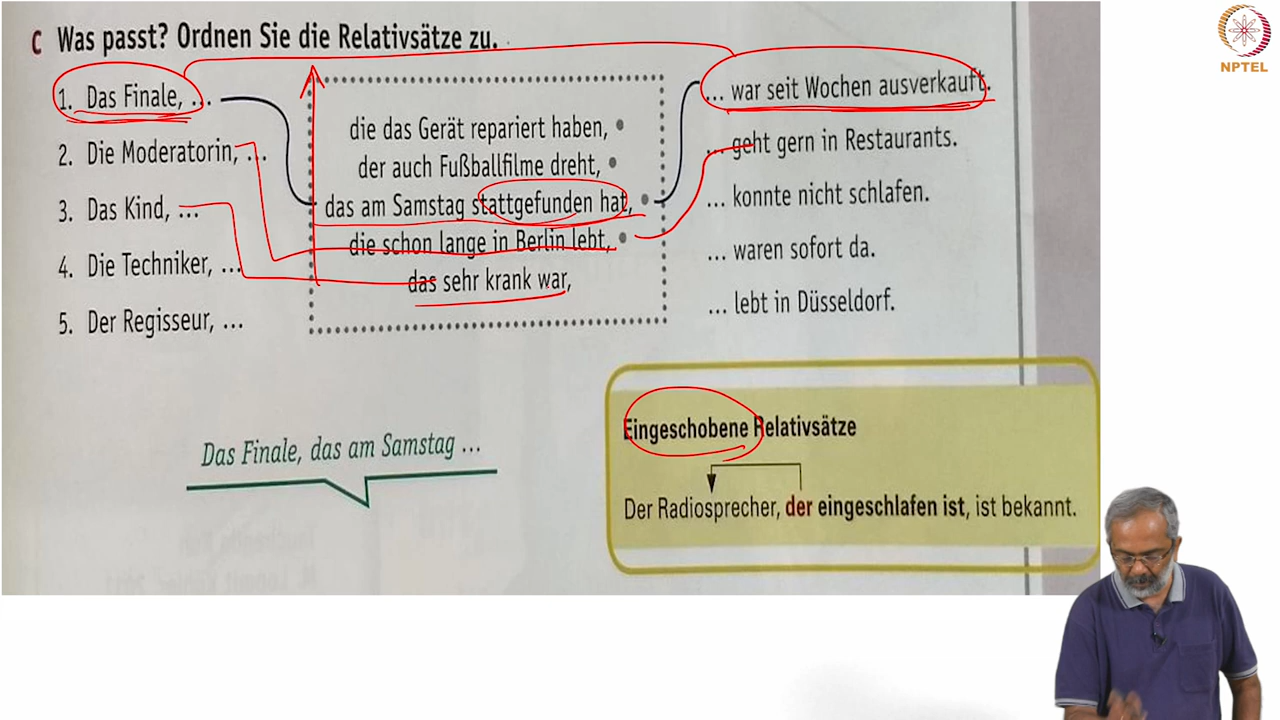 NPTEL
C Was passt? Ordnen Sie die Relativsätze zu.
1. Das Finale, ...
2. Die Moderatorin, ...
3. Das Kind, ...
4. Die Techniker, ...
5. Der Regisseur, ...
die das Gerät repariert haben,
der auch Fußballfilme dreht,
das am Samstag stattgefunden hat,
die schon lange in Berlin lebt,
das sehr krank war,
... war seit Wochen ausverkauft.
... geht gern in Restaurants.
... konnte nicht schlafen.
... waren sofort da.
... lebt in Düsseldorf.
Das Finale, das am Samstag ...
Eingeschobene Relativsätze
Der Radiosprecher, der eingeschlafen ist, ist bekannt.